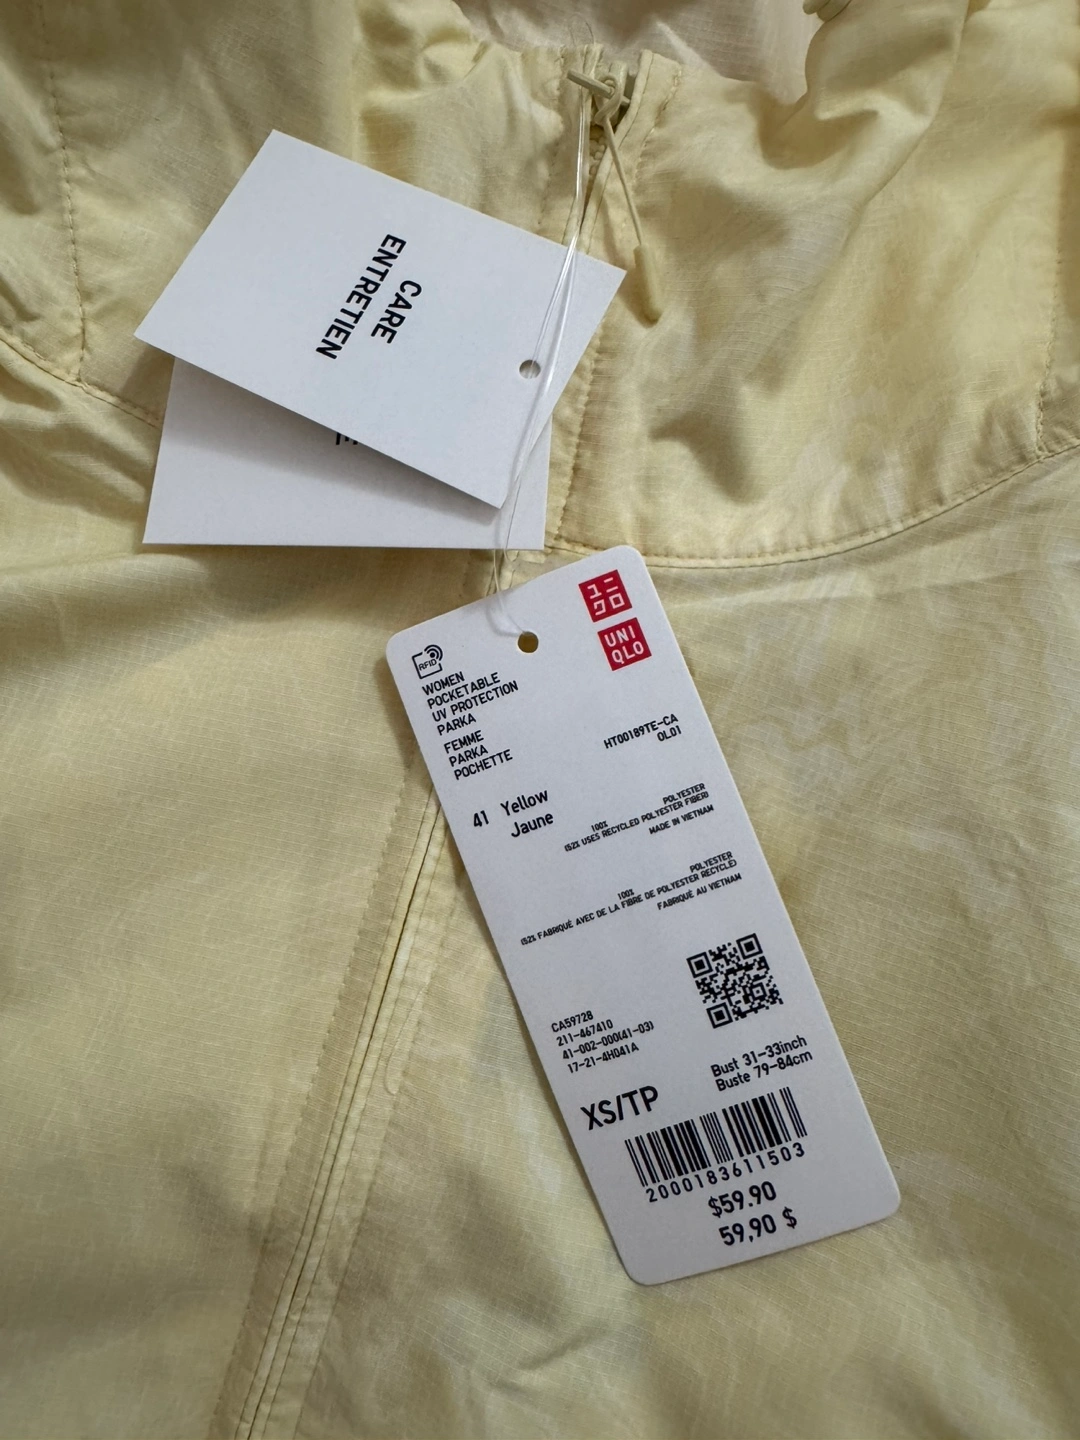 CARE
ENTRETIEN
ユニ
クロ
UNI
QLO
RFID
WOMEN
POCKETABLE
UV PROTECTION
PARKA
FEMME
PARKA
POCHETTE
HT00189TE-CA
0L01
41 Yellow
Jaune
POLYESTER
100%
(52% USES RECYCLED POLYESTER FIBER)
MADE IN VIETNAM
POLYESTER
100%
(52% FABRIQUÉ AVEC DE LA FIBRE DE POLYESTER RECYCLÉ)
FABRIQUÉ AU VIETNAM
CA59728
211-467410
41-002-000(41-03)
17-21-4H041A
Bust 31-33inch
Buste 79-84cm
XS/TP
2000183611503
$59.90
59,90 $